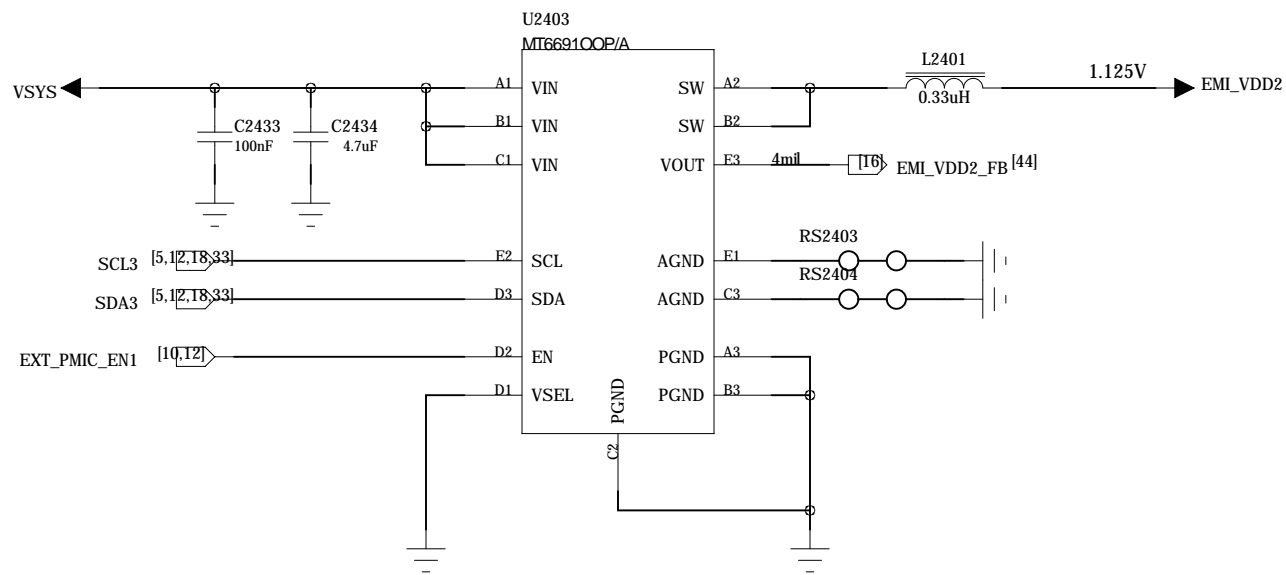 U2403
MT6691OOP/A
VSYS
C2433
100nF
C2434
4.7uF
A1
VIN
B1
VIN
C1
VIN
SW
A2
SW
B2
VOUT
E3
L2401
0.33uH
1.125V
EMI_VDD2
4mil
[16]
EMI_VDD2_FB
[44]
SCL3
[5,12,18,33]
E2
SCL
SDA3
[5,12,18,33]
D3
SDA
AGND
E1
RS2403
AGND
C3
RS2404
EXT_PMIC_EN1
[10,12]
D2
EN
D1
VSEL
PGND
A3
PGND
B3
PGND
C2